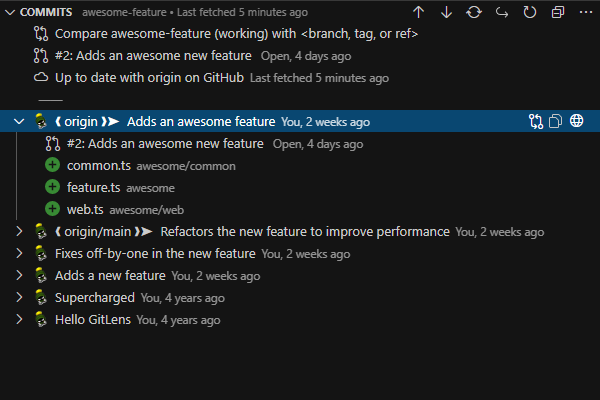 COMMITS awesome-feature • Last fetched 5 minutes ago
Compare awesome-feature (working) with <branch, tag, or ref>
#2: Adds an awesome new feature Open, 4 days ago
Up to date with origin on GitHub Last fetched 5 minutes ago
❰ origin ❱➤ Adds an awesome feature You, 2 weeks ago
#2: Adds an awesome new feature Open, 4 days ago
common.ts awesome/common
feature.ts awesome
web.ts awesome/web
❰ origin/main ❱➤ Refactors the new feature to improve performance You, 2 weeks ago
Fixes off-by-one in the new feature You, 2 weeks ago
Adds a new feature You, 2 weeks ago
Supercharged You, 4 years ago
Hello GitLens You, 4 years ago